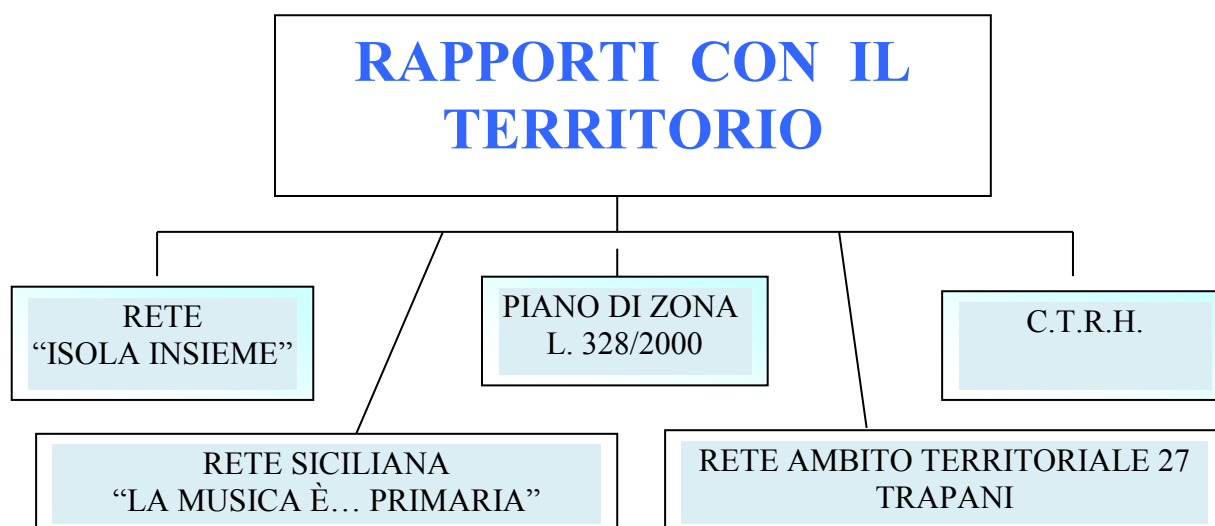 RAPPORTI CON IL
TERRITORIO
RETE
“ISOLA INSIEME”
PIANO DI ZONA
L. 328/2000
C.T.R.H.
RETE SICILIANA
“LA MUSICA È… PRIMARIA”
RETE AMBITO TERRITORIALE 27
TRAPANI